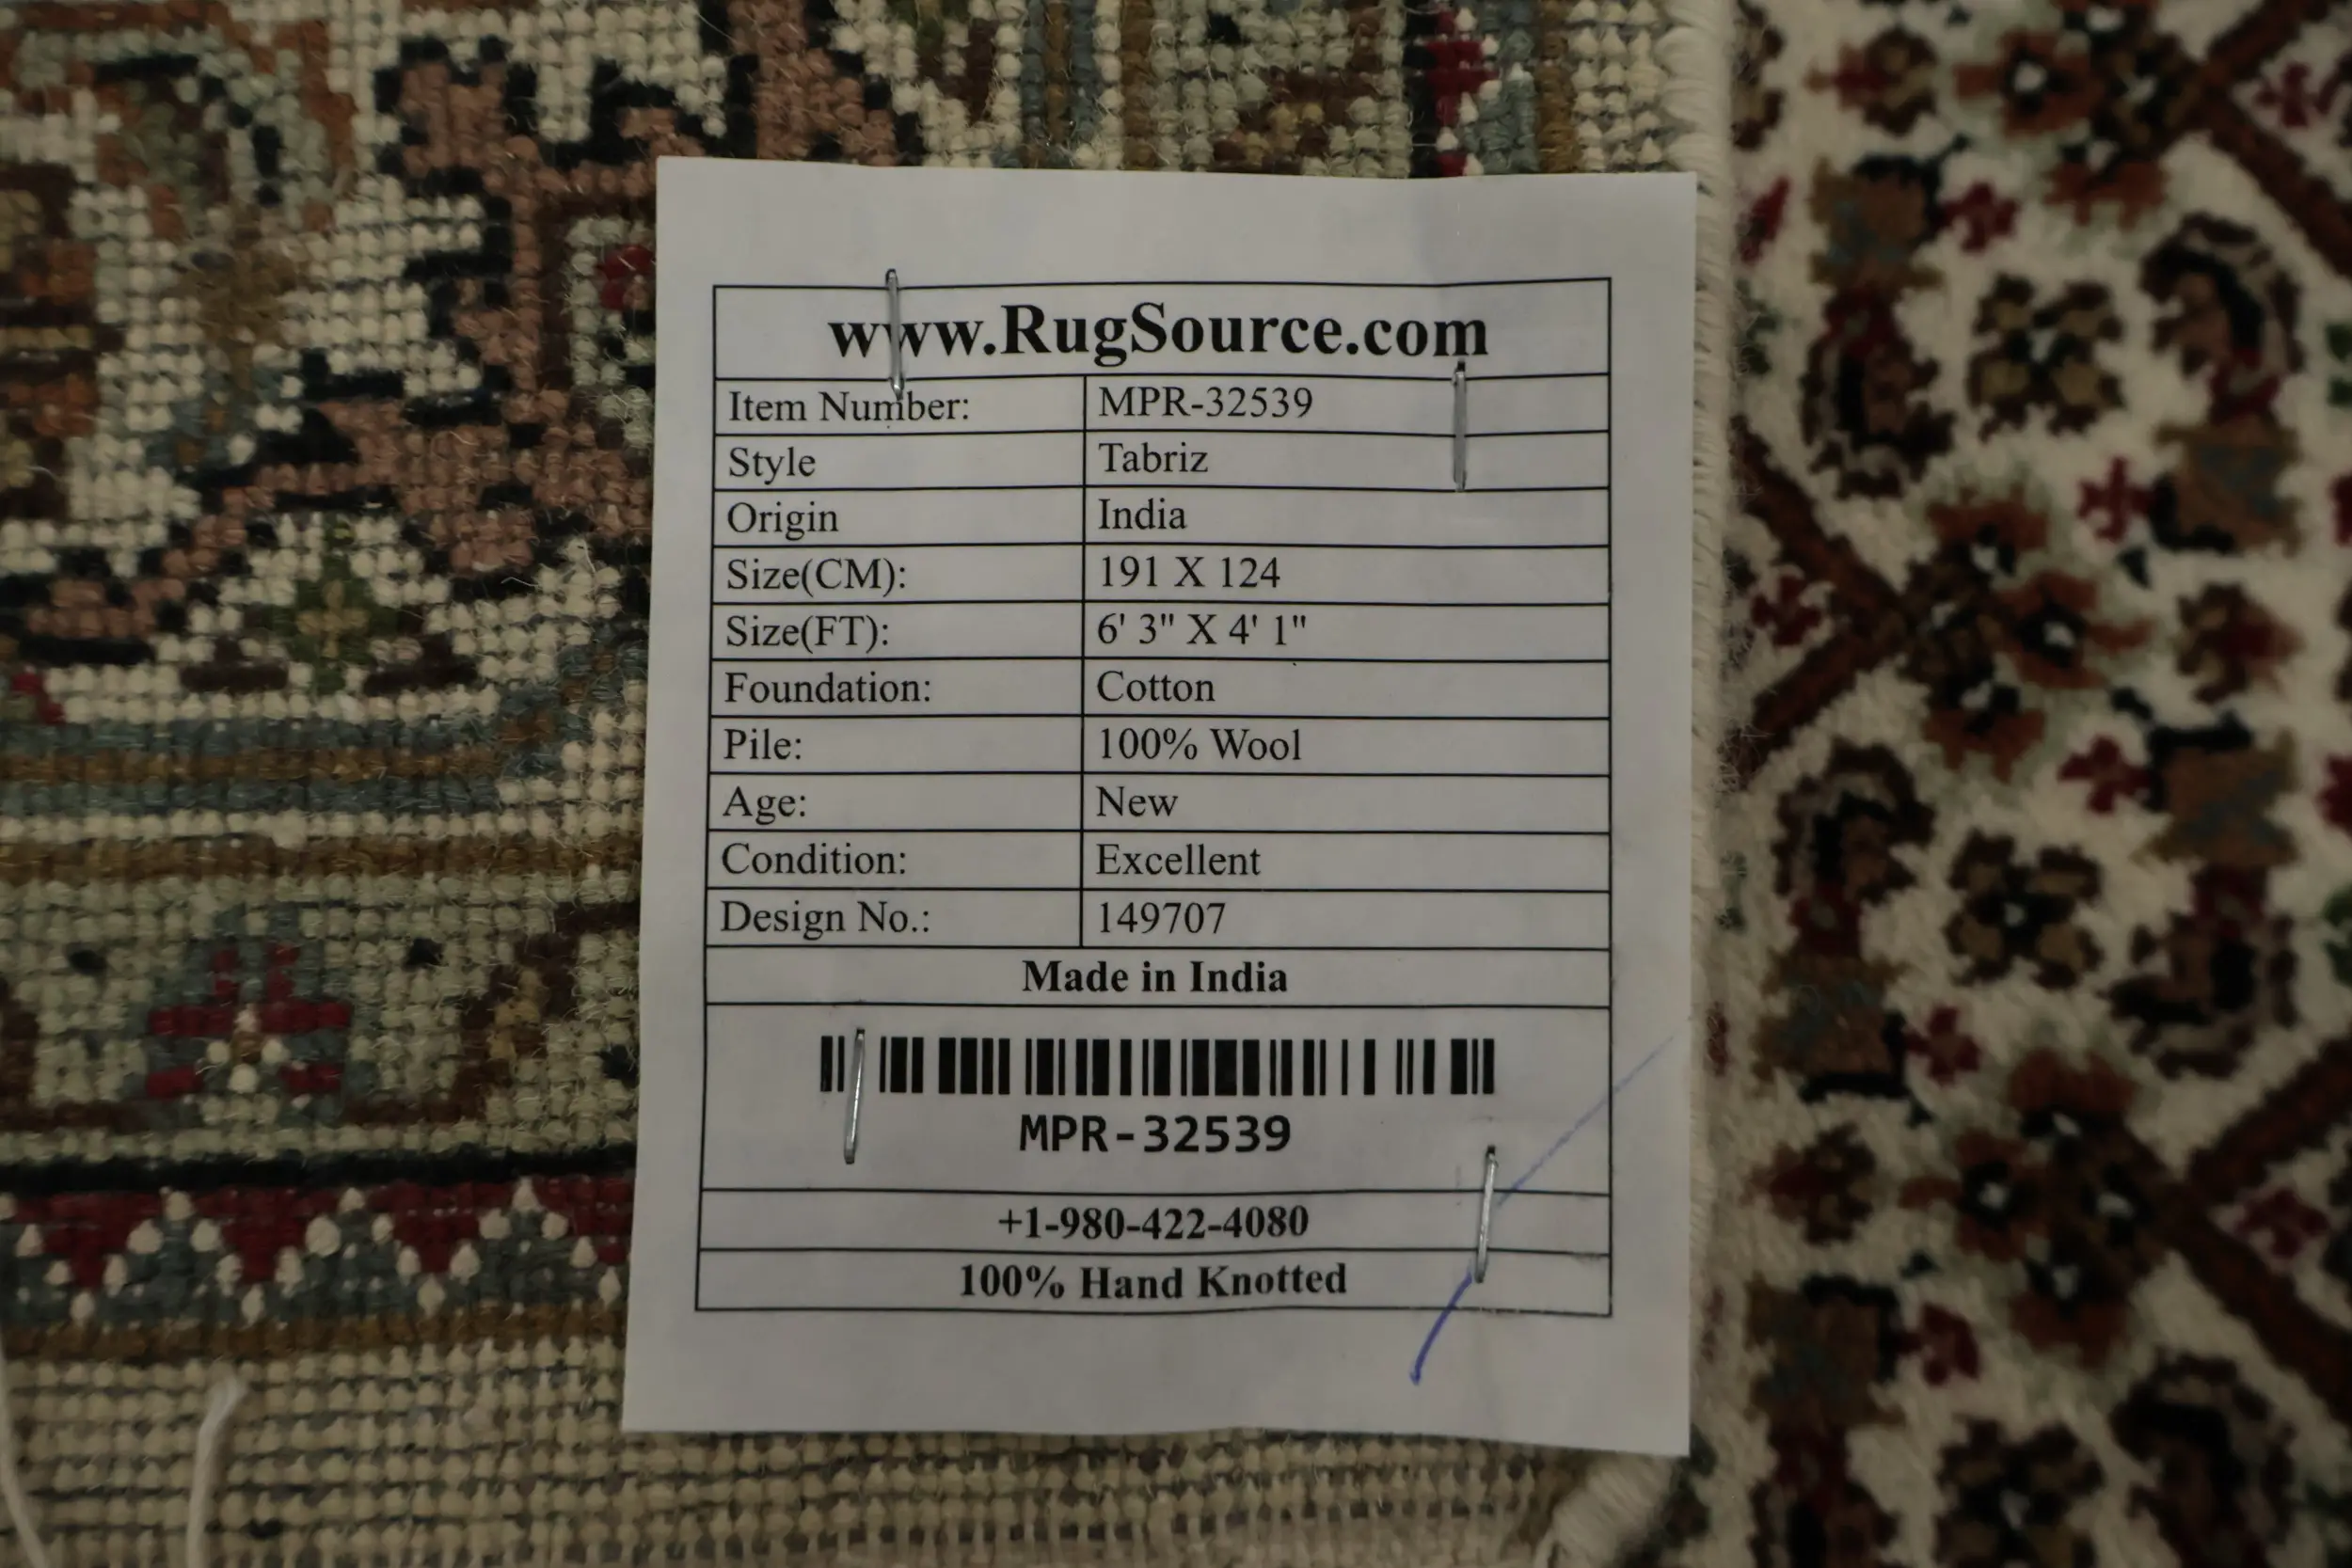 www.RugSource.com
Item Number: MPR-32539
Style Tabriz
Origin India
Size(CM): 191 X 124
Size(FT): 6' 3" X 4' 1"
Foundation: Cotton
Pile: 100% Wool
Age: New
Condition: Excellent
Design No.: 149707
Made in India
MPR-32539
+1-980-422-4080
100% Hand Knotted